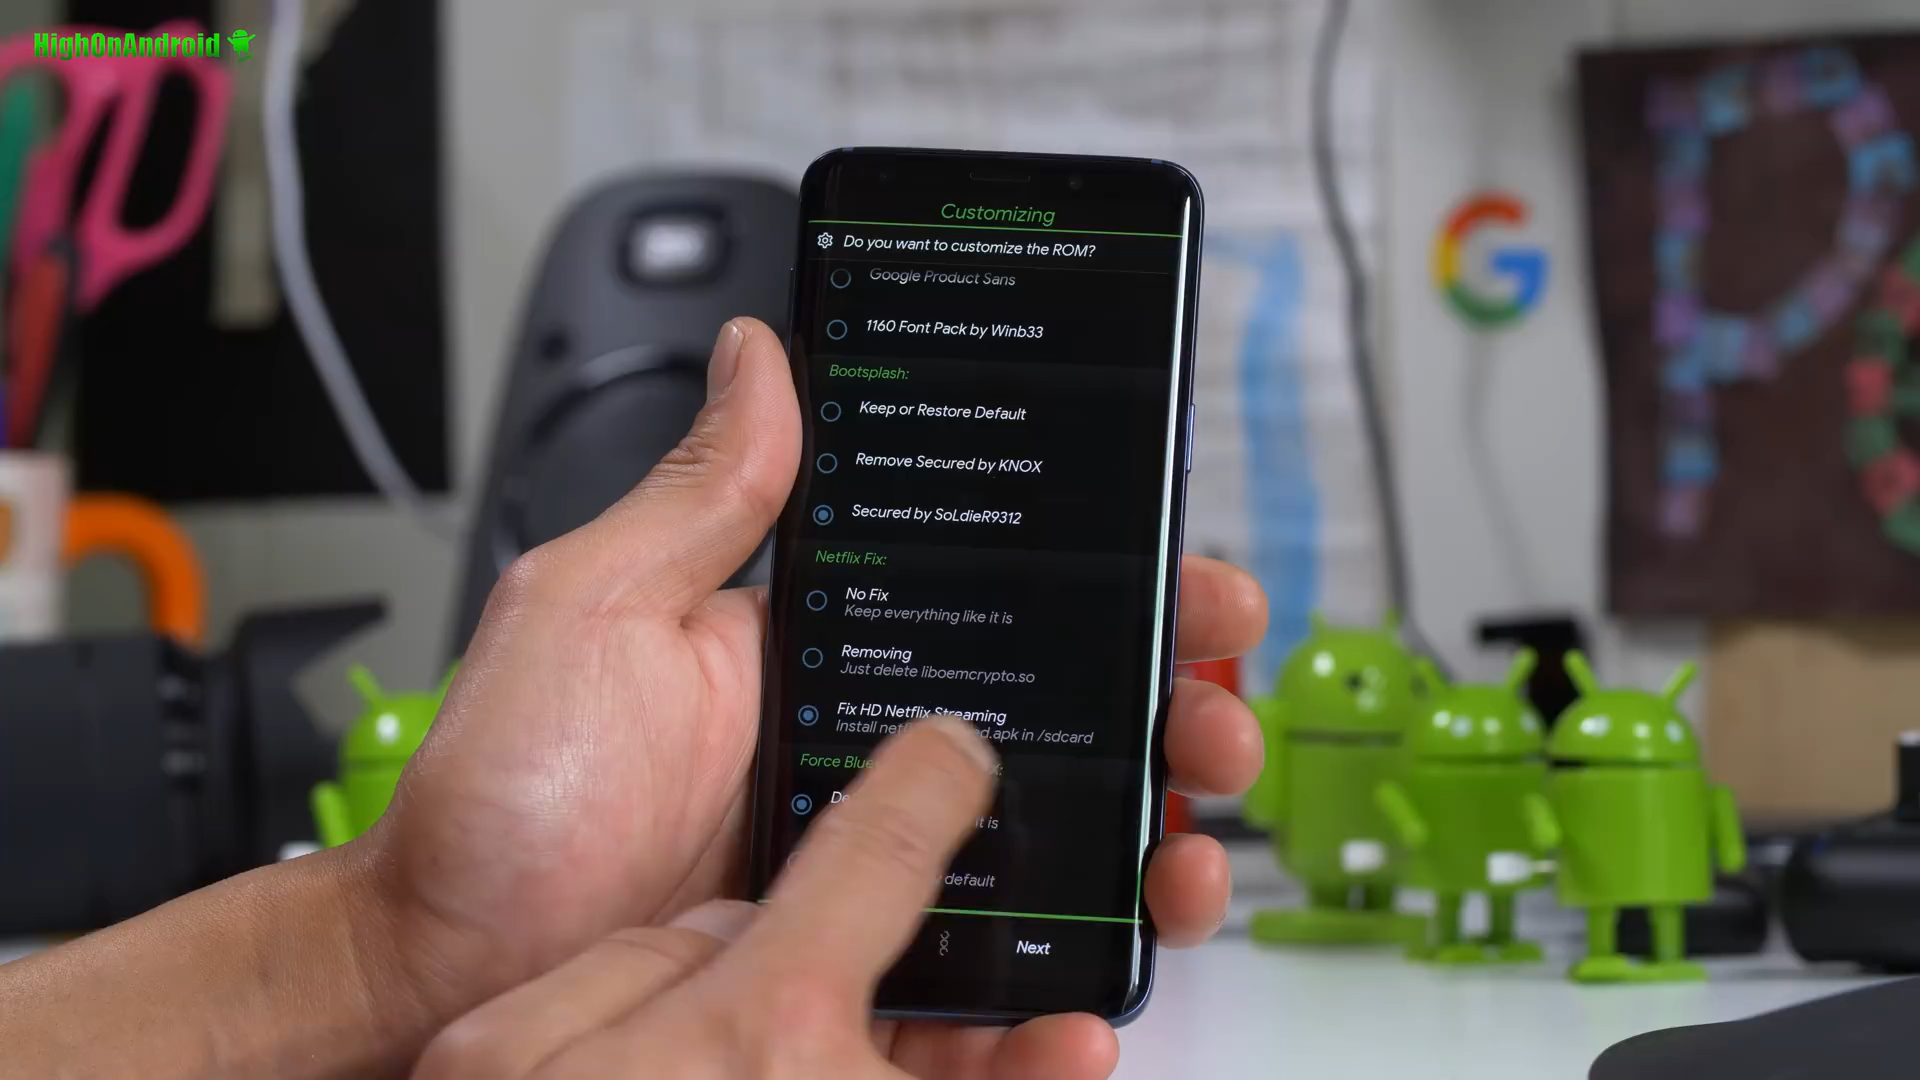 HighOnAndroid
Customizing
Do you want to customize the ROM?
Google Product Sans
1160 Font Pack by Winb33
Bootsplash:
Keep or Restore Default
Remove Secured by KNOX
Secured by SoLdieR9312
Netflix Fix:
No Fix
Keep everything like it is
Removing
Just delete liboemcrypto.so
Fix HD Netflix Streaming
Install in /sdcard
Force
it is
default
Next
G